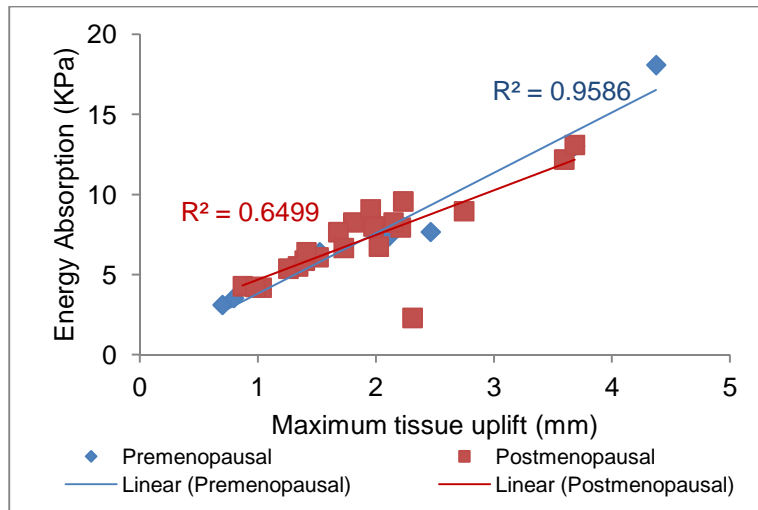 20
15
10
5
0
Energy Absorption (KPa)
R² = 0.9586
R² = 0.6499
0 1 2 3 4 5
Maximum tissue uplift (mm)
Premenopausal Postmenopausal
Linear (Premenopausal) Linear (Postmenopausal)